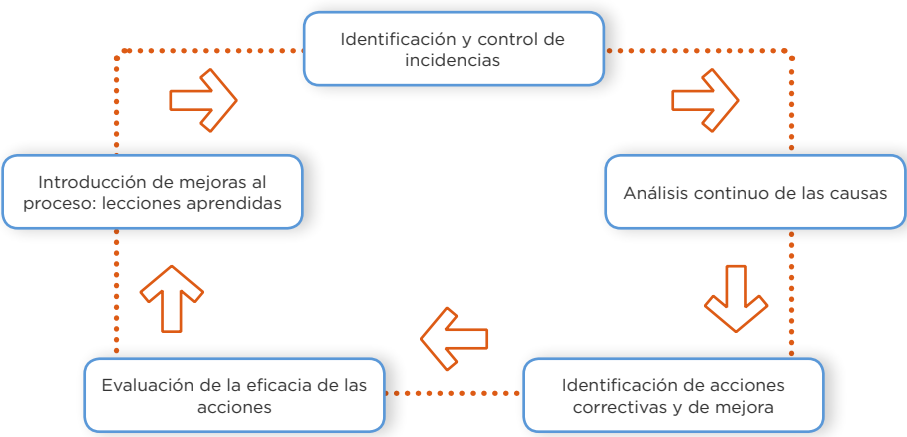 Identificación y control de
incidencias
Introducción de mejoras al
proceso: lecciones aprendidas
Análisis continuo de las causas
Evaluación de la eficacia de las
acciones
Identificación de acciones
correctivas y de mejora